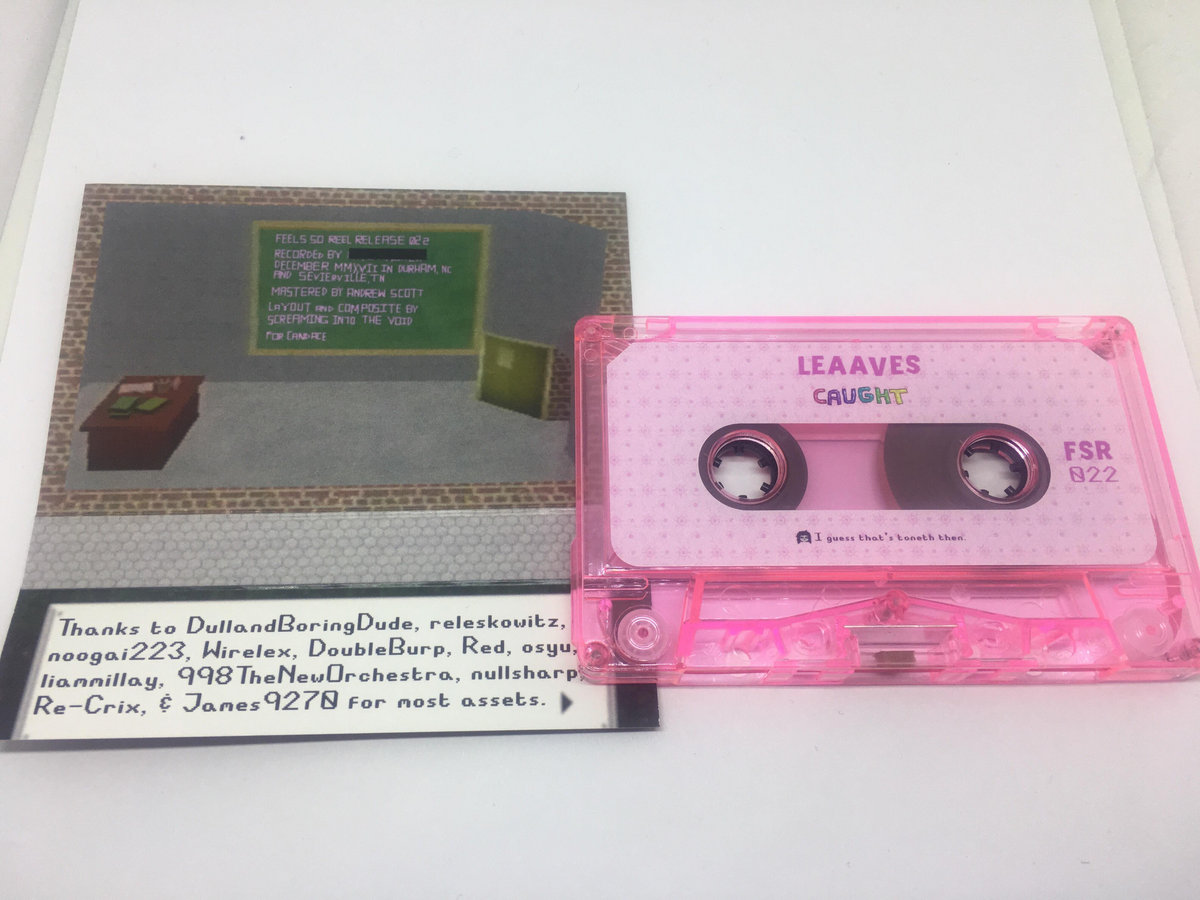 FEELS SO REEL RELEASE 022
RECORDED BY
DECEMBER MMXVII IN DURHAM, NC
AND SEVIERVILLE, TN
MASTERED BY ANDREW SCOTT
LAYOUT AND COMPOSITE BY
SCREAMING INTO THE VOID
FOR CANDACE
Thanks to DullandBoringDude, releskowitz,
noogai223, Wirelex, DoubleBurp, Red, osyu,
liammillay, 998TheNewOrchestra, nullsharp,
Re-Crix, & James9270 for most assets.
LEAAVES
CAUGHT
FSR
022
I guess that's toneth then.